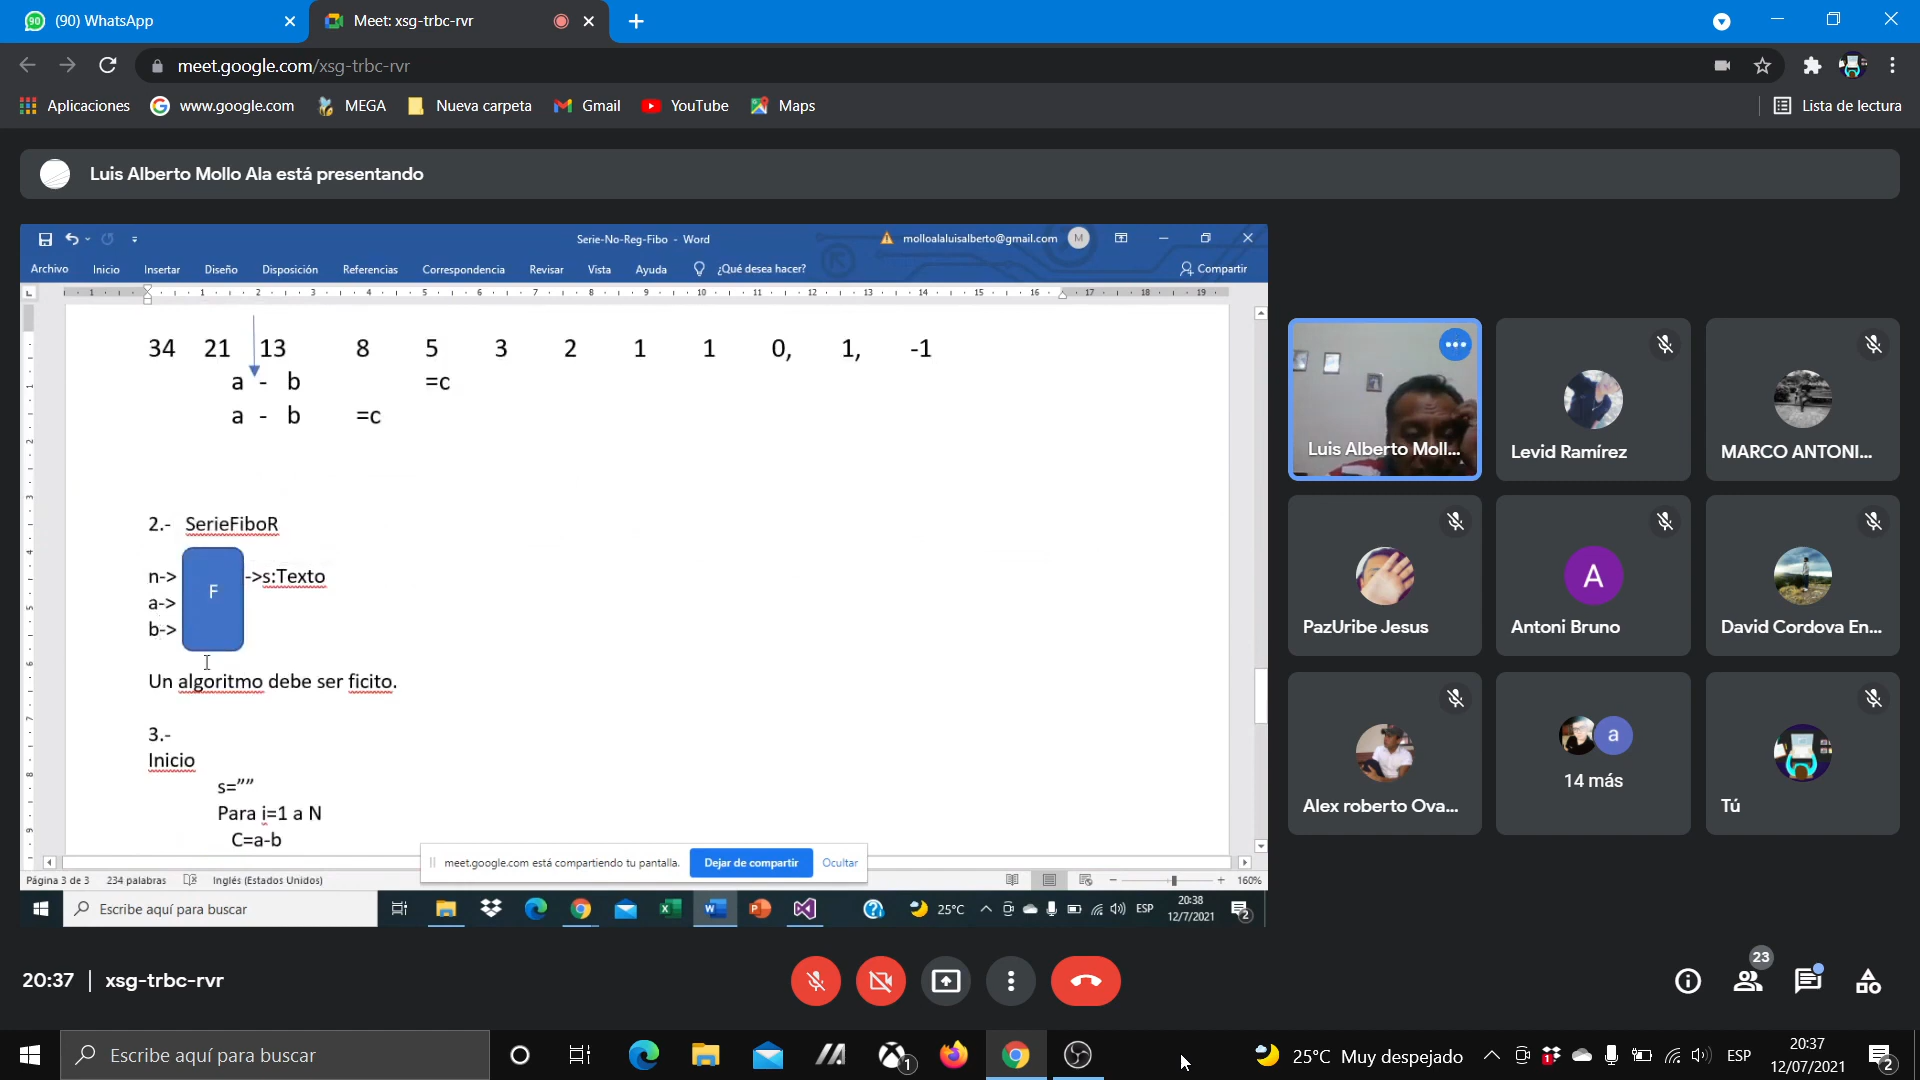 (90) WhatsApp
Meet: xsg-trbc-rvr
meet.google.com/xsg-trbc-rvr
Aplicaciones
www.google.com
MEGA
Nueva carpeta
Gmail
YouTube
Maps
Lista de lectura
Luis Alberto Mollo Ala está presentando
Serie-No-Reg-Fibo - Word
molloalaluisalberto@gmail.com
M
Archivo
Inicio
Insertar
Diseño
Disposición
Referencias
Correspondencia
Revisar
Vista
Ayuda
¿Qué desea hacer?
Compartir
34 21 13 8 5 3 2 1 1 0, 1, -1
a - b =c
a - b =c
2.- SerieFiboR
n-> ->s:Texto
F
a->
b->
Un algoritmo debe ser ficito.
3.-
Inicio
s=””
Para i=1 a N
C=a-b
meet.google.com está compartiendo tu pantalla.
Dejar de compartir
Ocultar
Página 3 de 3
234 palabras
Inglés (Estados Unidos)
160%
Escribe aquí para buscar
25°C
ESP
20:38
12/7/2021
2
Luis Alberto Moll...
Levid Ramírez
MARCO ANTONI...
PazUribe Jesus
A
Antoni Bruno
David Cordova En...
Alex roberto Ova...
a
14 más
Tú
20:37 | xsg-trbc-rvr
23
Escribe aquí para buscar
1
25°C Muy despejado
1
ESP
20:37
12/07/2021
2